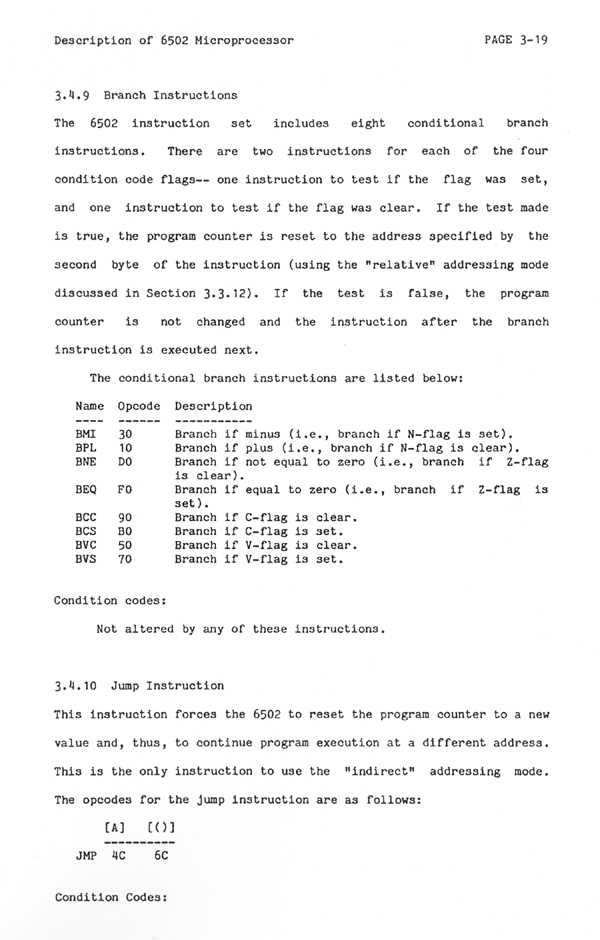 Description of 6502 Microprocessor PAGE 3-19
3.4.9 Branch Instructions
The 6502 instruction set includes eight conditional branch
instructions. There are two instructions for each of the four
condition code flags-- one instruction to test if the flag was set,
and one instruction to test if the flag was clear. If the test made
is true, the program counter is reset to the address specified by the
second byte of the instruction (using the "relative" addressing mode
discussed in Section 3.3.12). If the test is false, the program
counter is not changed and the instruction after the branch
instruction is executed next.
The conditional branch instructions are listed below:
Name Opcode Description
---- ------ -----------
BMI 30 Branch if minus (i.e., branch if N-flag is set).
BPL 10 Branch if plus (i.e., branch if N-flag is clear).
BNE D0 Branch if not equal to zero (i.e., branch if Z-flag
is clear).
BEQ F0 Branch if equal to zero (i.e., branch if Z-flag is
set).
BCC 90 Branch if C-flag is clear.
BCS B0 Branch if C-flag is set.
BVC 50 Branch if V-flag is clear.
BVS 70 Branch if V-flag is set.
Condition codes:
Not altered by any of these instructions.
3.4.10 Jump Instruction
This instruction forces the 6502 to reset the program counter to a new
value and, thus, to continue program execution at a different address.
This is the only instruction to use the "indirect" addressing mode.
The opcodes for the jump instruction are as follows:
[A] [()]
----------
JMP 4C 6C
Condition Codes: